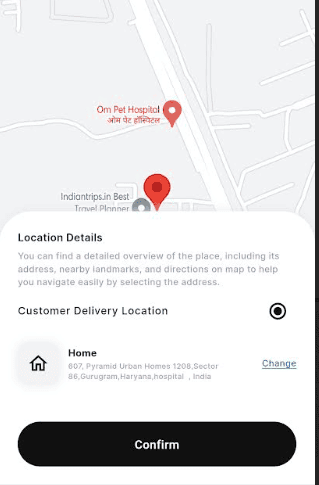 Om Pet Hospital
ओम पेट हॉस्पिटल
Indiantrips.in Best
Travel Planner
Location Details
You can find a detailed overview of the place, including its
address, nearby landmarks, and directions on map to help
you navigate easily by selecting the address.
Customer Delivery Location
Home
607, Pyramid Urban Homes 1208,Sector
86,Gurugram,Haryana,hospital , India
Change
Confirm